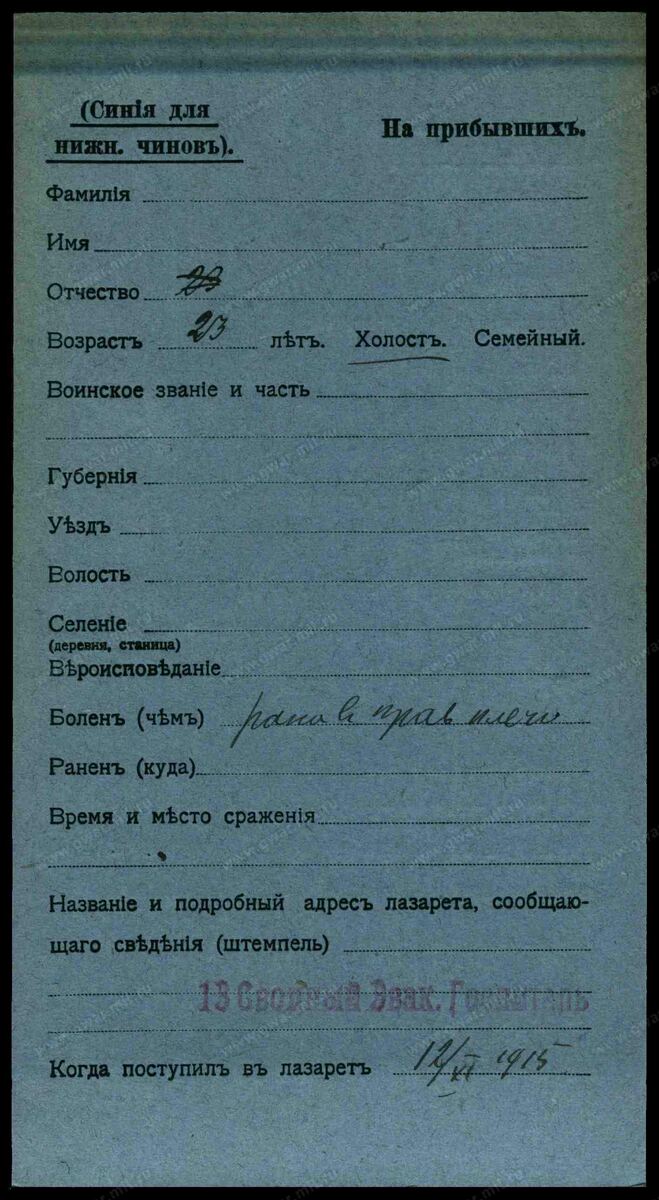 (Синія для
нижн. чиновъ).
На прибывшихъ.
Фамилія
Имя
Отчество 23
Возрастъ 23 лѣтъ. Холостъ. Семейный.
Воинское званіе и часть
Губернія
Уѣздъ
Волость
Селеніе
(деревня, станица)
Вѣроисповѣданіе
Боленъ (чѣмъ) рана в прав плечо
Раненъ (куда)
Время и мѣсто сраженія
Названіе и подробный адресъ лазарета, сообщаю-
щаго свѣдѣнія (штемпель)
13 Сводный Эвак. Госпиталь
Когда поступилъ въ лазаретъ 12/VI 1915